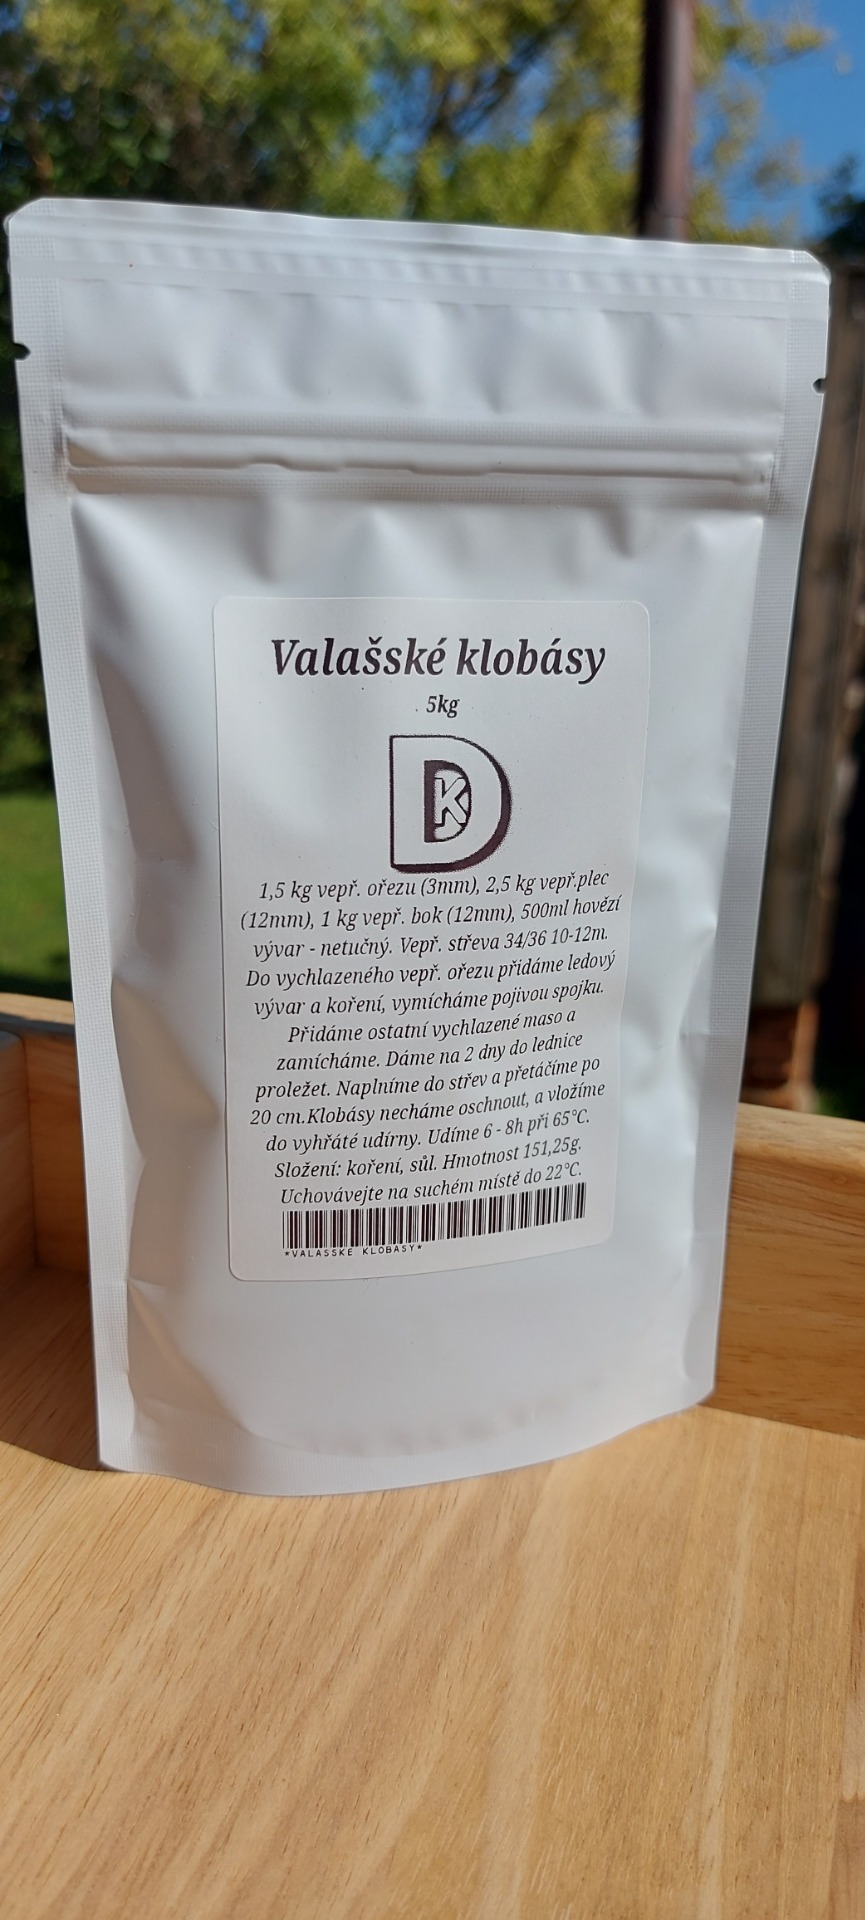 Valašské klobásy
5kg
D
K
1,5 kg vepř. ořezu (3mm), 2,5 kg vepř.plec
(12mm), 1 kg vepř. bok (12mm), 500ml hovězí
vývar - netučný. Vepř. střeva 34/36 10-12m.
Do vychlazeného vepř. ořezu přidáme ledový
vývar a koření, vymícháme pojivou spojku.
Přidáme ostatní vychlazené maso a
zamícháme. Dáme na 2 dny do lednice
proležet. Naplníme do střev a přetáčíme po
20 cm.Klobásy necháme oschnout, a vložíme
do vyhřáté udírny. Udíme 6 - 8h při 65°C.
Složení: koření, sůl. Hmotnost 151,25g.
Uchovávejte na suchém místě do 22°C.
*VALASSKE KLOBASY*